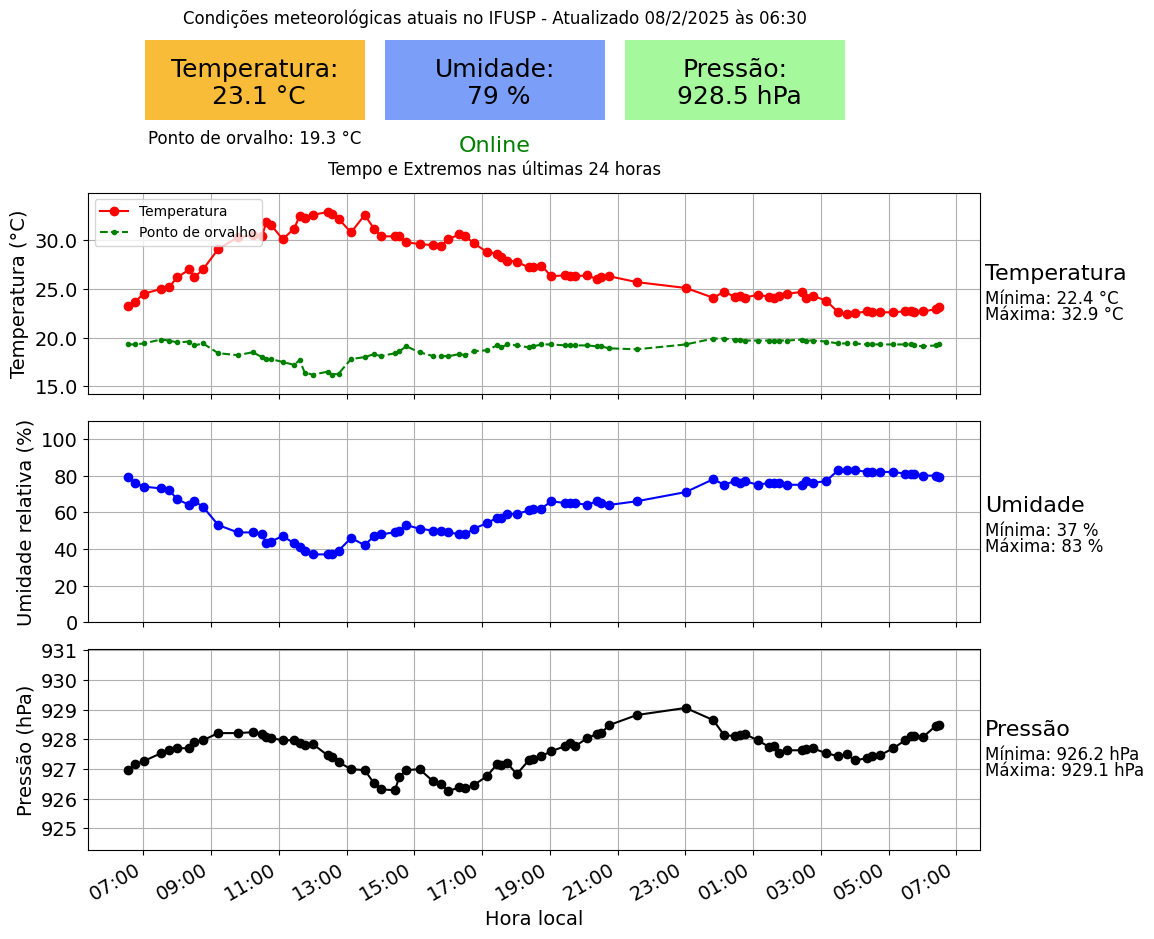 Condições meteorológicas atuais no IFUSP - Atualizado 08/2/2025 às 06:30
Temperatura:
23.1 °C
Umidade:
79 %
Pressão:
928.5 hPa
Ponto de orvalho: 19.3 °C
Online
Tempo e Extremos nas últimas 24 horas
Temperatura
Ponto de orvalho
Temperatura (°C)
30.0
25.0
20.0
15.0
Temperatura
Mínima: 22.4 °C
Máxima: 32.9 °C
Umidade relativa (%)
100
80
60
40
20
0
Umidade
Mínima: 37 %
Máxima: 83 %
Pressão (hPa)
931
930
929
928
927
926
925
Pressão
Mínima: 926.2 hPa
Máxima: 929.1 hPa
07:00
09:00
11:00
13:00
15:00
17:00
19:00
21:00
23:00
01:00
03:00
05:00
07:00
Hora local